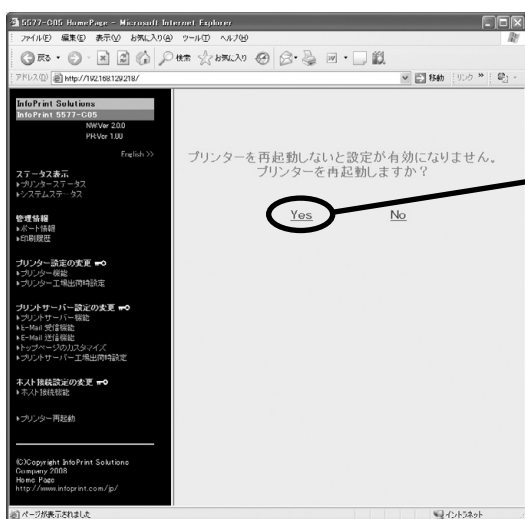 5577-G05 HomePage - Microsoft Internet Explorer
ファイル(F) 編集(E) 表示(V) お気に入り(A) ツール(T) ヘルプ(H)
戻る 検索 お気に入り
アドレス(D) http://192.168.129.218/ 移動 リンク »
InfoPrint Solutions
InfoPrint 5577-G05
NW.Ver 2.0.0
PR.Ver 1.00
English >>
プリンターを再起動しないと設定が有効になりません。
プリンターを再起動しますか？
Yes No
ステータス表示
プリンターステータス
システムステータス
管理情報
ポート情報
印刷履歴
プリンター設定の変更
プリンター機能
プリンター工場出荷時設定
プリントサーバー設定の変更
プリントサーバー機能
E-Mail 受信機能
E-Mail 送信機能
トップページのカスタマイズ
プリントサーバー工場出荷時設定
ホスト接続設定の変更
ホスト接続機能
プリンター再起動
(C)Copyright InfoPrint Solutions
Company 2008
Home Page
http://www.infoprint.com/jp/
ページが表示されました イントラネット